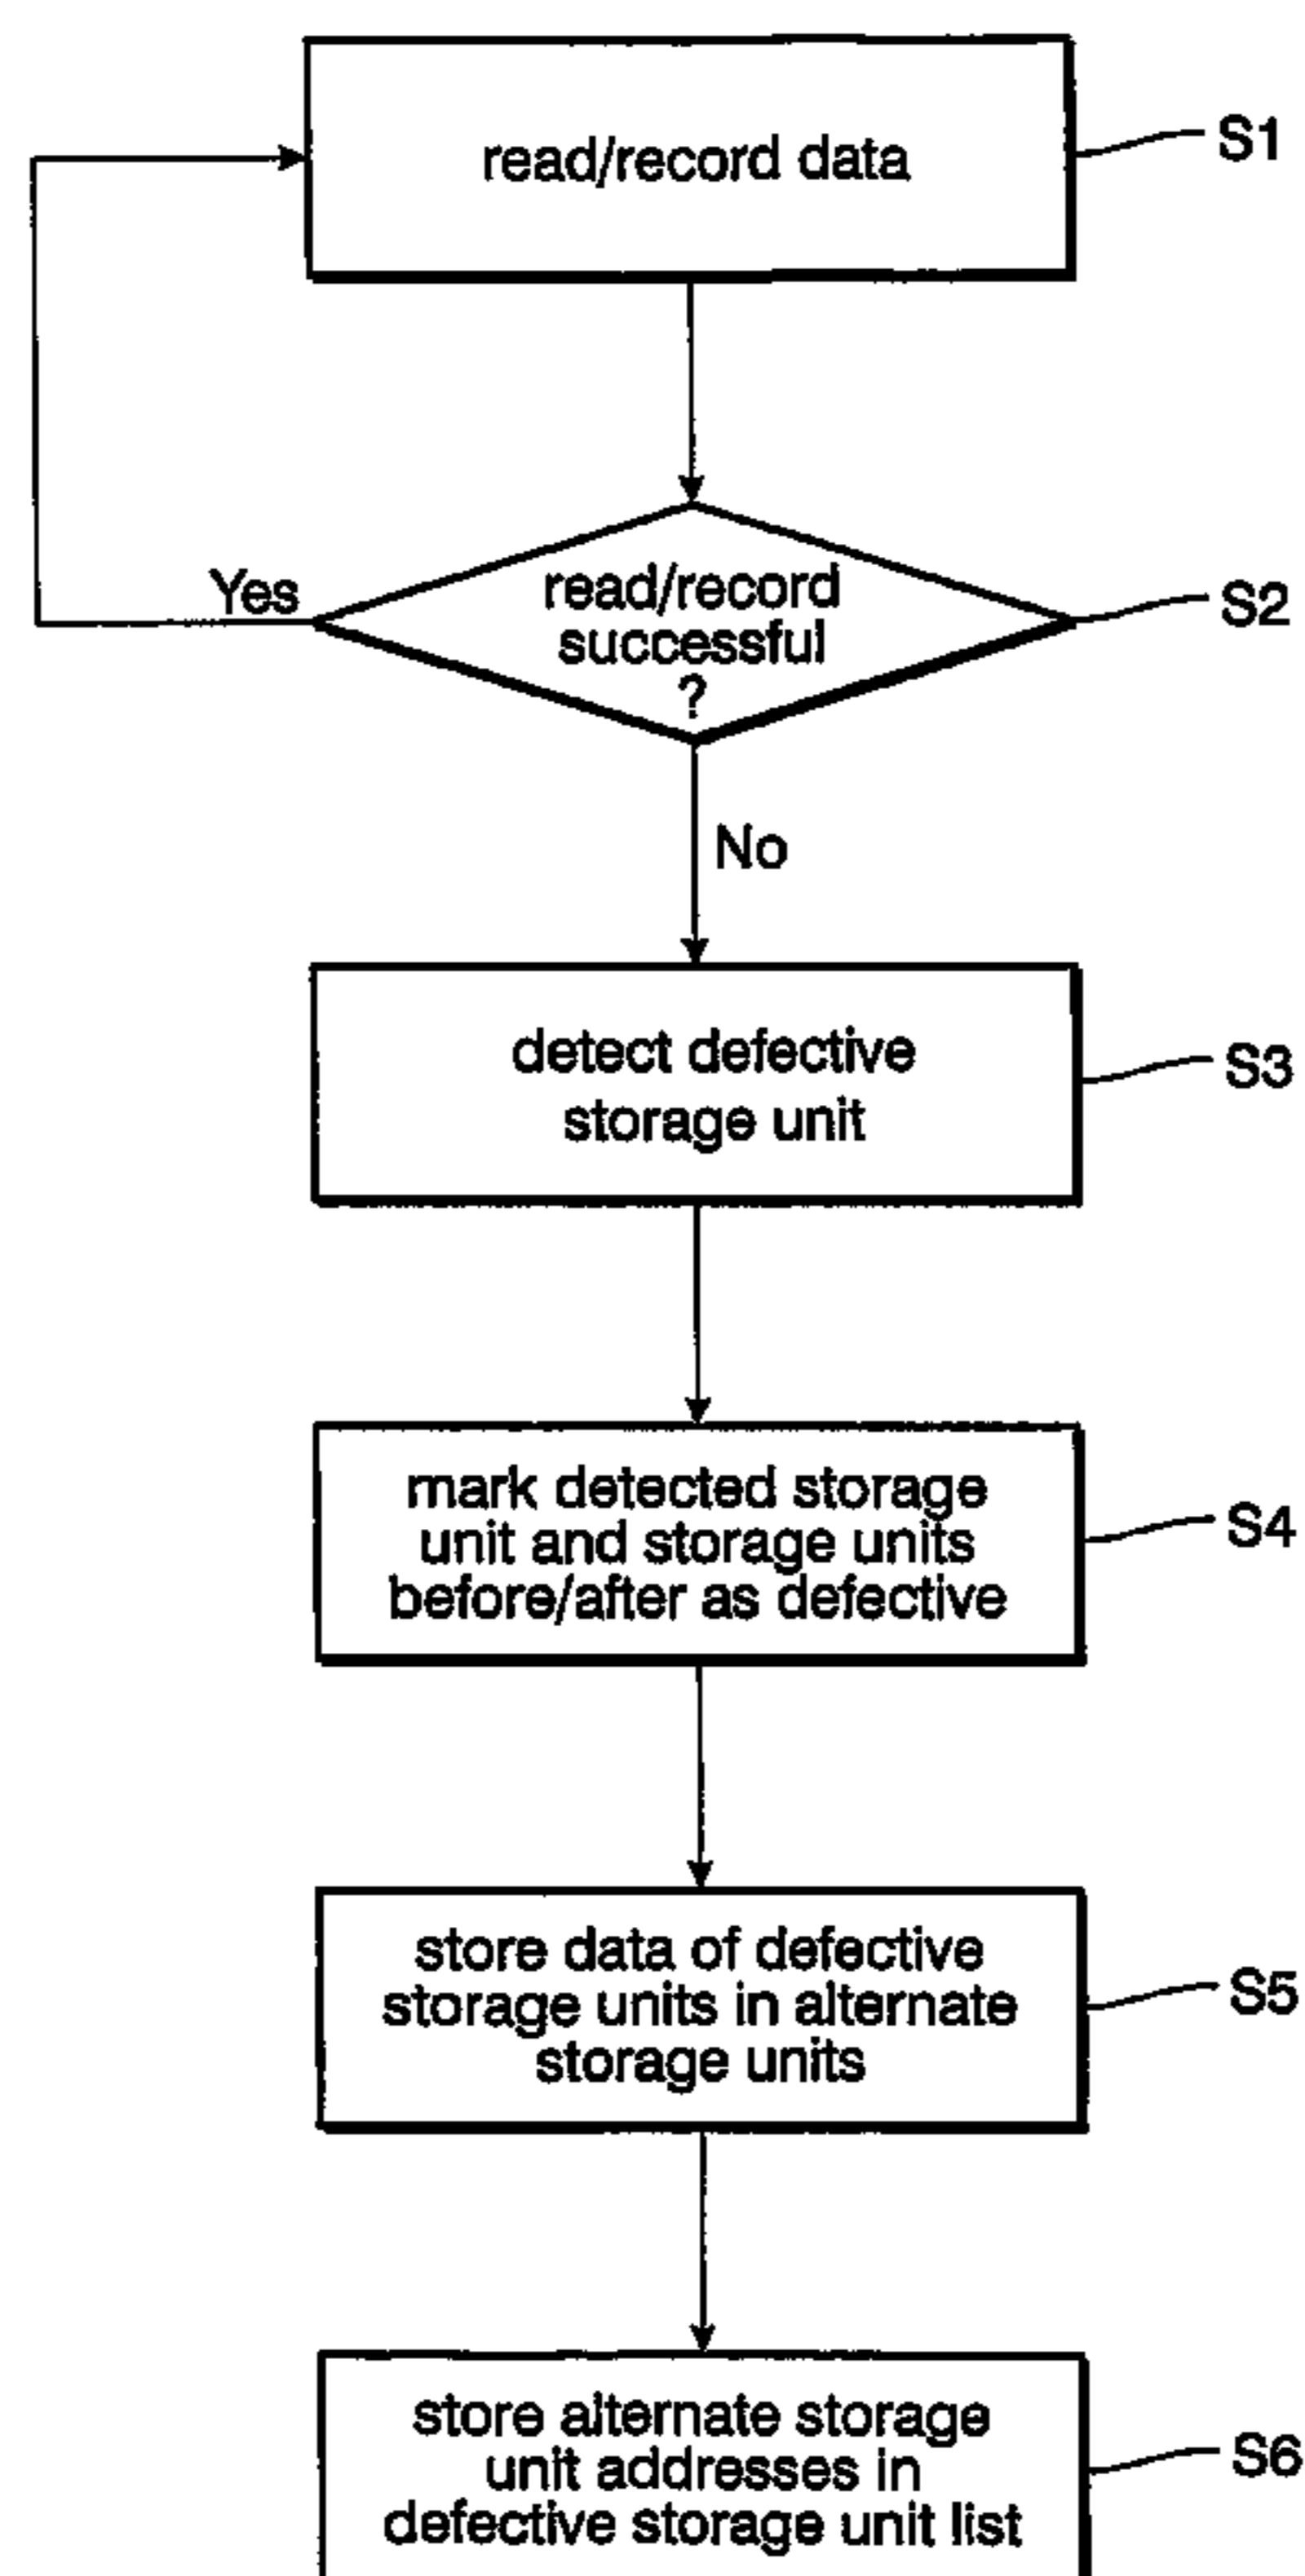 read/record data
S1
Yes
read/record
successful
?
S2
No
detect defective
storage unit
S3
mark detected storage
unit and storage units
before/after as defective
S4
store data of defective
storage units in alternate
storage units
S5
store alternate storage
unit addresses in
defective storage unit list
S6